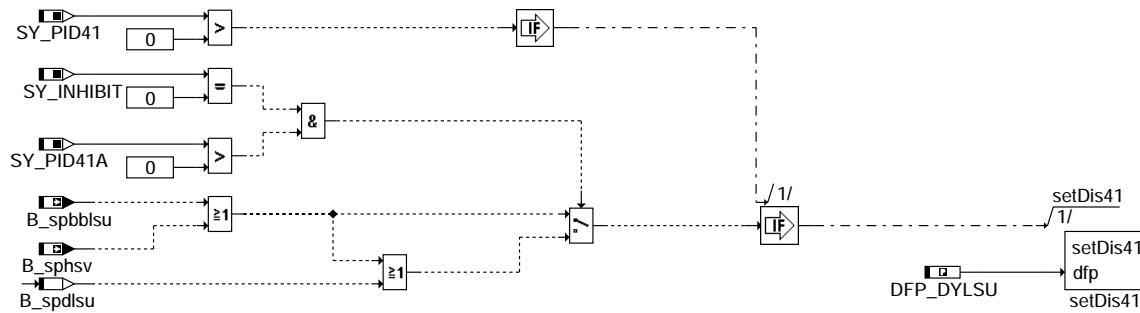 SY_PID41
0
>
IF
SY_INHIBIT
0
=
&
SY_PID41A
0
>
B_spbblsu
≥1
B_sphsv
B_spdlsu
≥1
/1/
IF
setDis41
/1/
DFP_DYLSU
setDis41
dfp
setDis41